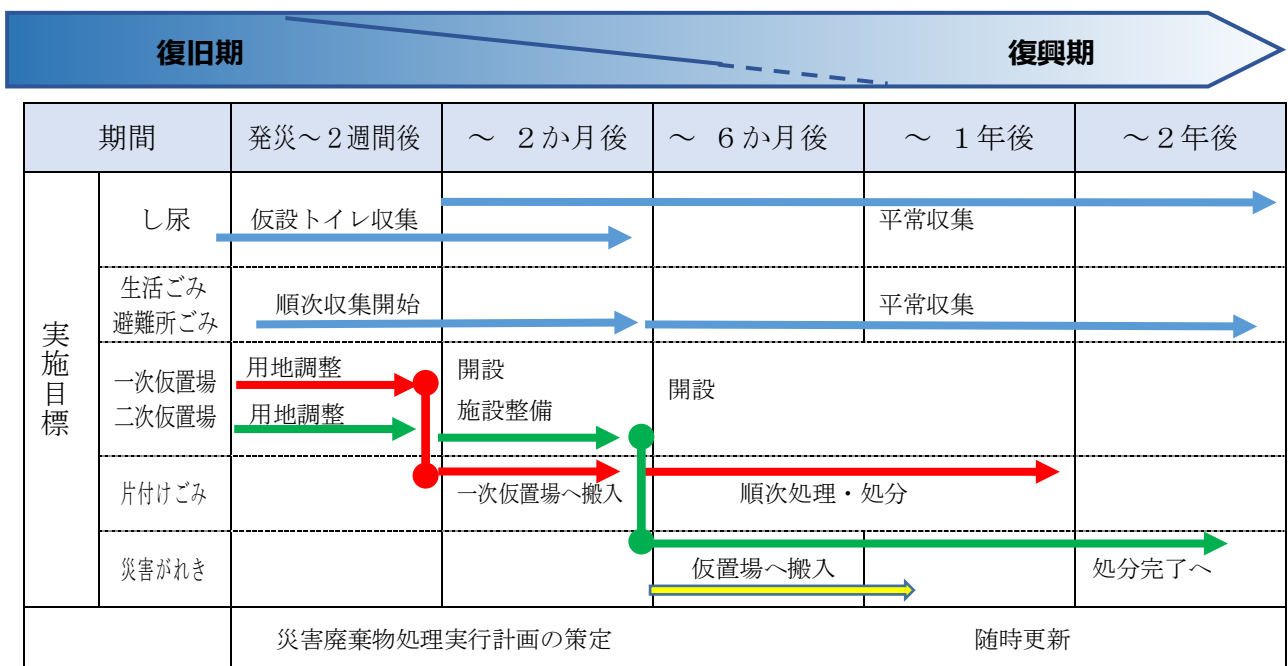 復旧期
復興期
期間
発災~2週間後
~ 2か月後
~ 6か月後
~ 1年後
~2年後
実施目標
し尿
仮設トイレ収集
平常収集
生活ごみ
避難所ごみ
順次収集開始
平常収集
一次仮置場
二次仮置場
用地調整
用地調整
開設
施設整備
開設
片付けごみ
一次仮置場へ搬入
順次処理・処分
災害がれき
仮置場へ搬入
処分完了へ
災害廃棄物処理実行計画の策定
随時更新